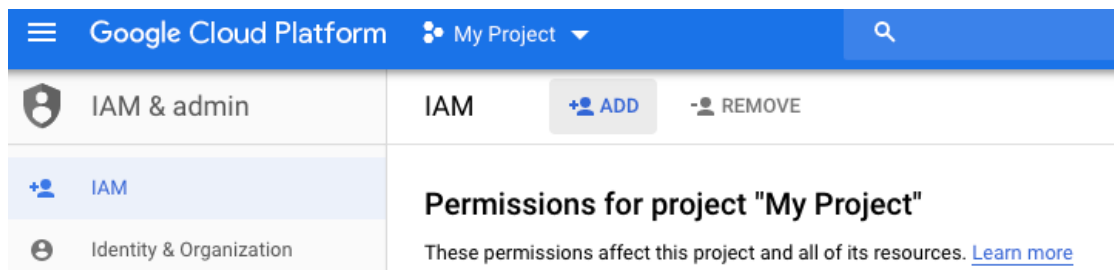 Google Cloud Platform My Project
IAM & admin IAM ADD REMOVE
IAM
Permissions for project "My Project"
Identity & Organization These permissions affect this project and all of its resources. Learn more